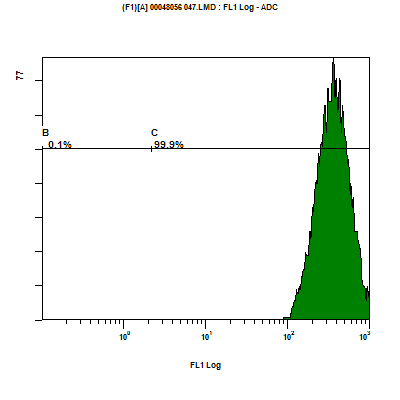 (F1)[A] 00048056 047.LMD : FL1 Log - ADC
77
B C
0.1% 99.9%
10⁰ 10¹ 10² 10³
FL1 Log